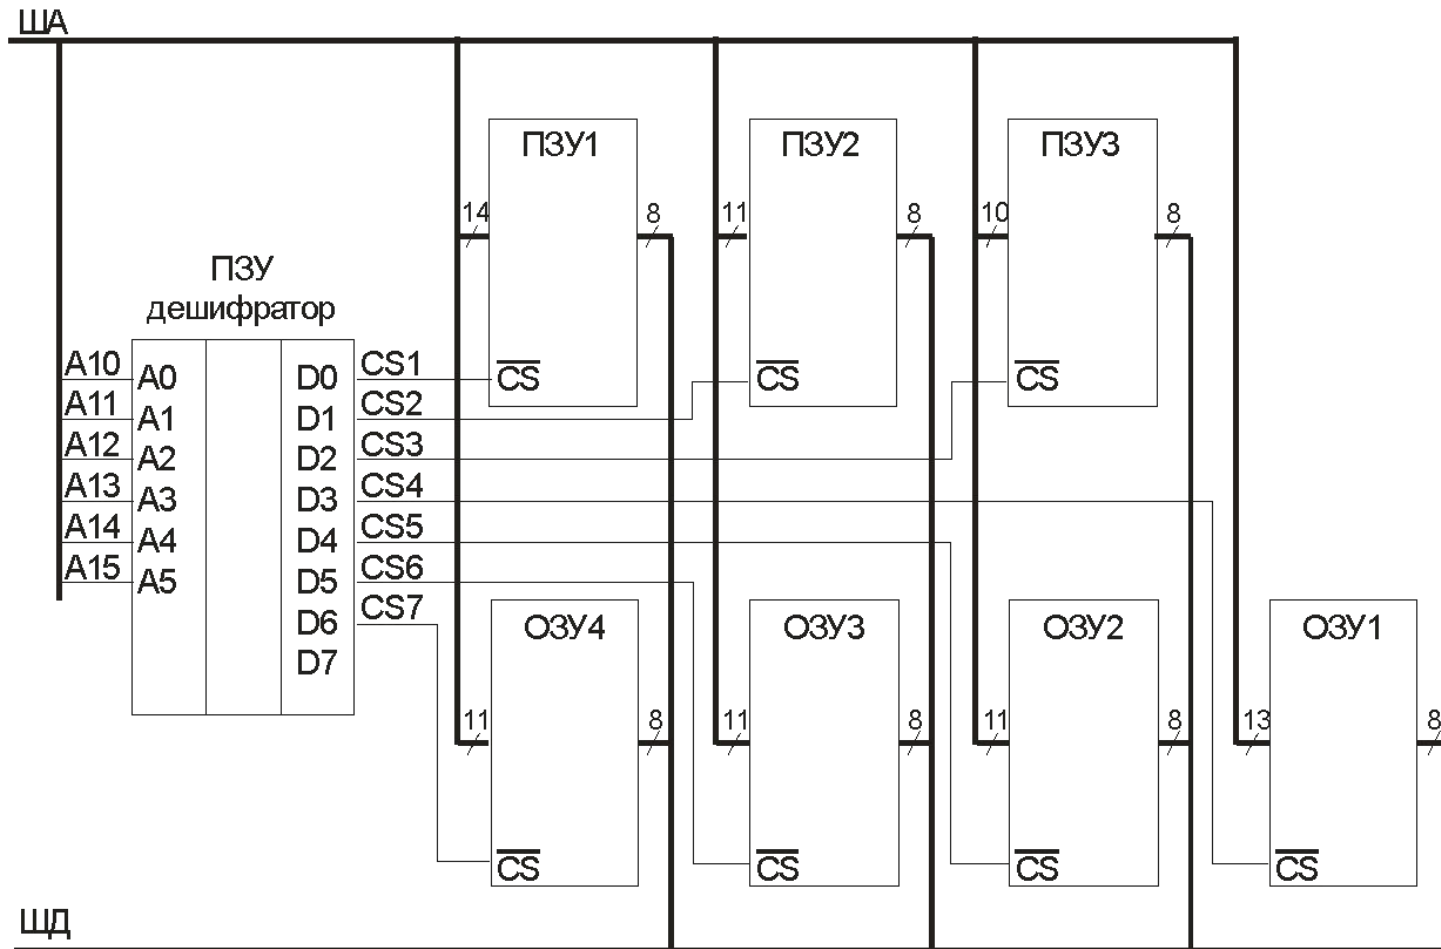 ША
ПЗУ1
ПЗУ2
ПЗУ3
14
8
11
8
10
8
ПЗУ
дешифратор
A10
A0
D0
CS1
CS
CS
CS
A11
A1
D1
CS2
A12
A2
D2
CS3
A13
A3
D3
CS4
A14
A4
D4
CS5
A15
A5
D5
CS6
D6
CS7
D7
ОЗУ4
ОЗУ3
ОЗУ2
ОЗУ1
11
8
11
8
11
8
13
8
CS
CS
CS
CS
ШД